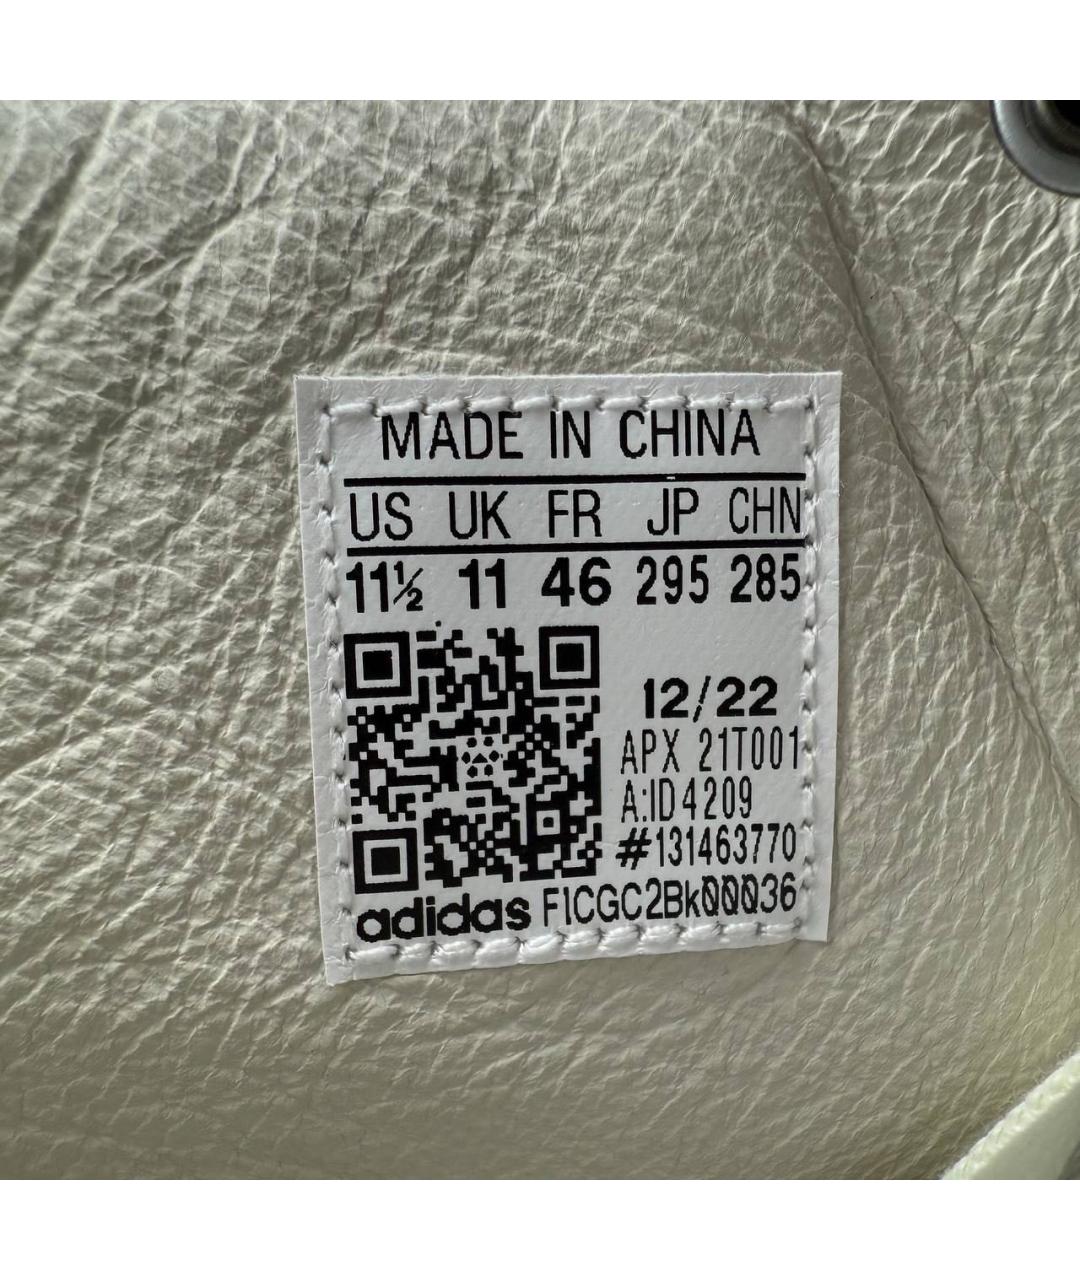 MADE IN CHINA
US UK FR JP CHN
11½ 11 46 295 285
12/22
APX 21T001
A:ID4209
#131463770
adidas F1CGC2Bk00036